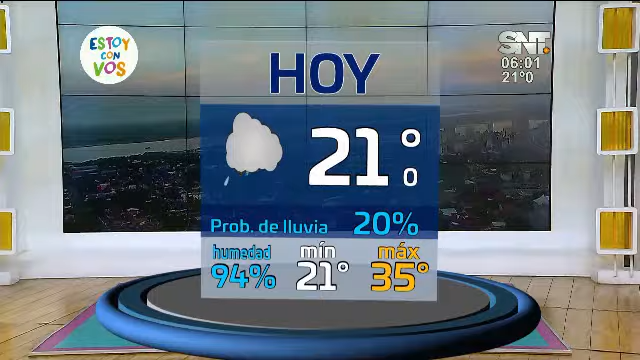 ESTOY
CON
VOS
SNT
06:01
21°0
HOY
21°
0
Prob. de lluvia 20%
humedad mín máx
94% 21° 35°